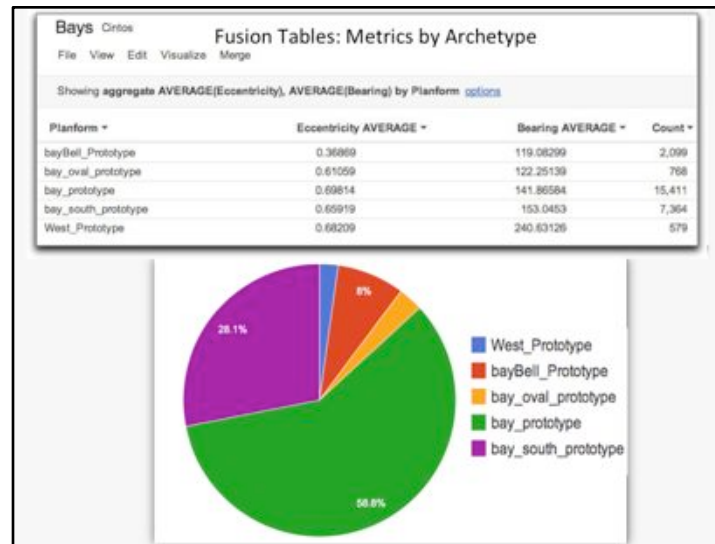 Bays Cintos
Fusion Tables: Metrics by Archetype
File View Edit Visualize Merge
Showing aggregate AVERAGE(Eccentricity), AVERAGE(Bearing) by Planform options
Planform Eccentricity AVERAGE Bearing AVERAGE Count
bayBell_Prototype 0.36869 119.08299 2,099
bay_oval_prototype 0.61059 122.25139 768
bay_prototype 0.69814 141.86584 15,411
bay_south_prototype 0.65919 153.0453 7,364
West_Prototype 0.68209 240.63126 579
8%
28.1%
58.8%
West_Prototype
bayBell_Prototype
bay_oval_prototype
bay_prototype
bay_south_prototype